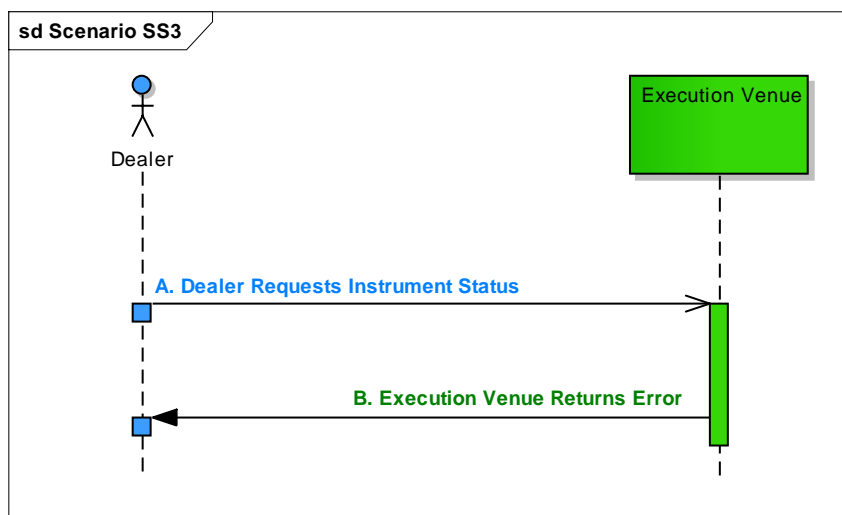 sd Scenario SS3
Execution Venue
Dealer
A. Dealer Requests Instrument Status
B. Execution Venue Returns Error